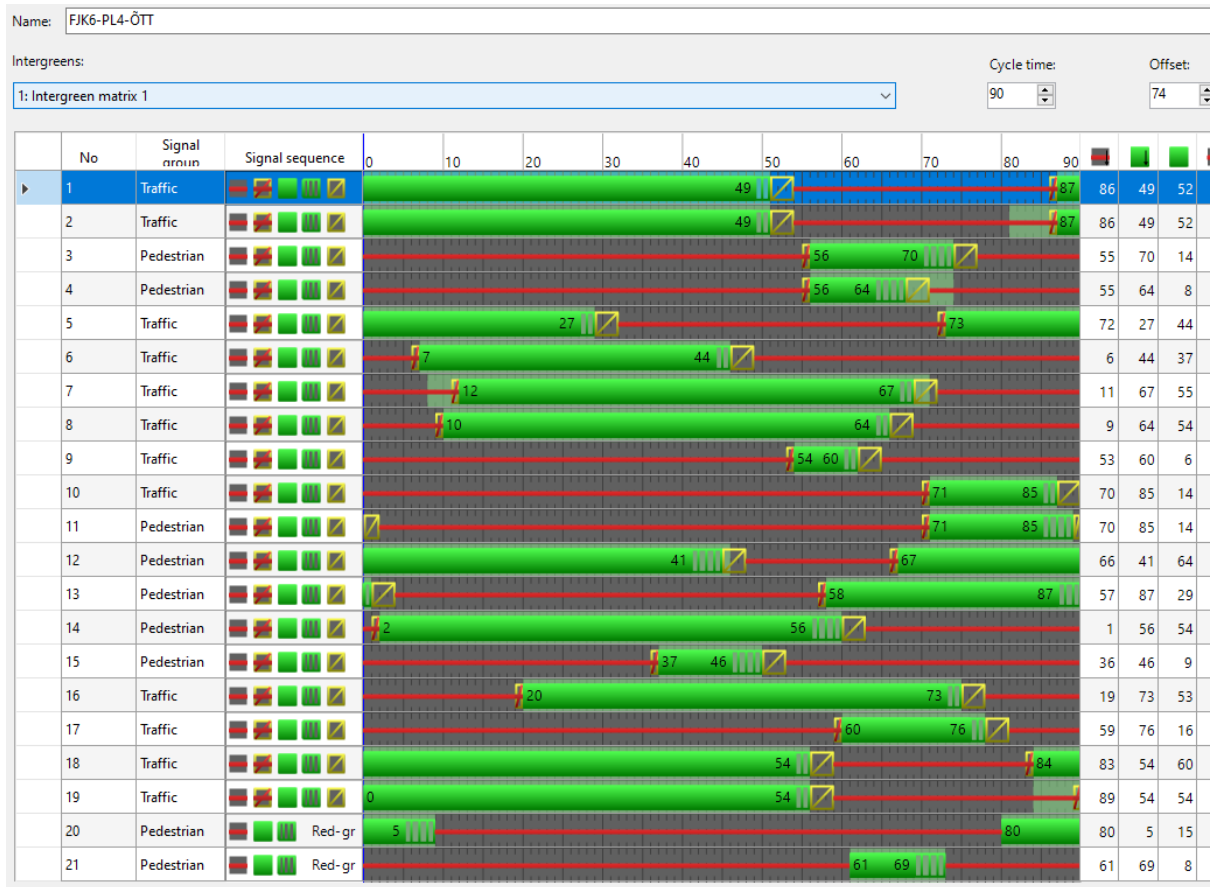 Name: FJK6-PL4-ÕTT
Intergreens: Cycle time: Offset:
1: Intergreen matrix 1 90 74
No Signal group Signal sequence 0 10 20 30 40 50 60 70 80 90
1 Traffic 49 87 86 49 52
2 Traffic 49 87 86 49 52
3 Pedestrian 56 70 55 70 14
4 Pedestrian 56 64 55 64 8
5 Traffic 27 73 72 27 44
6 Traffic 7 44 6 44 37
7 Traffic 12 67 11 67 55
8 Traffic 10 64 9 64 54
9 Traffic 54 60 53 60 6
10 Traffic 71 85 70 85 14
11 Pedestrian 71 85 70 85 14
12 Pedestrian 41 67 66 41 64
13 Pedestrian 58 87 57 87 29
14 Pedestrian 2 56 1 56 54
15 Pedestrian 37 46 36 46 9
16 Traffic 20 73 19 73 53
17 Traffic 60 76 59 76 16
18 Traffic 54 84 83 54 60
19 Traffic 0 54 89 54 54
20 Pedestrian Red-gr 5 80 80 5 15
21 Pedestrian Red-gr 61 69 61 69 8